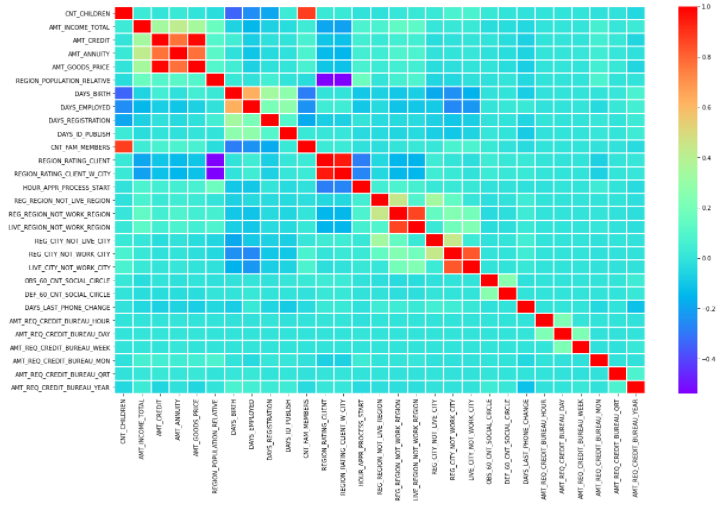 CNT_CHILDREN
AMT_INCOME_TOTAL
AMT_CREDIT
AMT_ANNUITY
AMT_GOODS_PRICE
REGION_POPULATION_RELATIVE
DAYS_BIRTH
DAYS_EMPLOYED
DAYS_REGISTRATION
DAYS_ID_PUBLISH
CNT_FAM_MEMBERS
REGION_RATING_CLIENT
REGION_RATING_CLIENT_W_CITY
HOUR_APPR_PROCESS_START
REG_REGION_NOT_LIVE_REGION
REG_REGION_NOT_WORK_REGION
LIVE_REGION_NOT_WORK_REGION
REG_CITY_NOT_LIVE_CITY
REG_CITY_NOT_WORK_CITY
LIVE_CITY_NOT_WORK_CITY
OBS_60_CNT_SOCIAL_CIRCLE
DEF_60_CNT_SOCIAL_CIRCLE
DAYS_LAST_PHONE_CHANGE
AMT_REQ_CREDIT_BUREAU_HOUR
AMT_REQ_CREDIT_BUREAU_DAY
AMT_REQ_CREDIT_BUREAU_WEEK
AMT_REQ_CREDIT_BUREAU_MON
AMT_REQ_CREDIT_BUREAU_QRT
AMT_REQ_CREDIT_BUREAU_YEAR
CNT_CHILDREN
AMT_INCOME_TOTAL
AMT_CREDIT
AMT_ANNUITY
AMT_GOODS_PRICE
REGION_POPULATION_RELATIVE
DAYS_BIRTH
DAYS_EMPLOYED
DAYS_REGISTRATION
DAYS_ID_PUBLISH
CNT_FAM_MEMBERS
REGION_RATING_CLIENT
REGION_RATING_CLIENT_W_CITY
HOUR_APPR_PROCESS_START
REG_REGION_NOT_LIVE_REGION
REG_REGION_NOT_WORK_REGION
LIVE_REGION_NOT_WORK_REGION
REG_CITY_NOT_LIVE_CITY
REG_CITY_NOT_WORK_CITY
LIVE_CITY_NOT_WORK_CITY
OBS_60_CNT_SOCIAL_CIRCLE
DEF_60_CNT_SOCIAL_CIRCLE
DAYS_LAST_PHONE_CHANGE
AMT_REQ_CREDIT_BUREAU_HOUR
AMT_REQ_CREDIT_BUREAU_DAY
AMT_REQ_CREDIT_BUREAU_WEEK
AMT_REQ_CREDIT_BUREAU_MON
AMT_REQ_CREDIT_BUREAU_QRT
AMT_REQ_CREDIT_BUREAU_YEAR
1.0
0.8
0.6
0.4
0.2
0.0
−0.2
−0.4